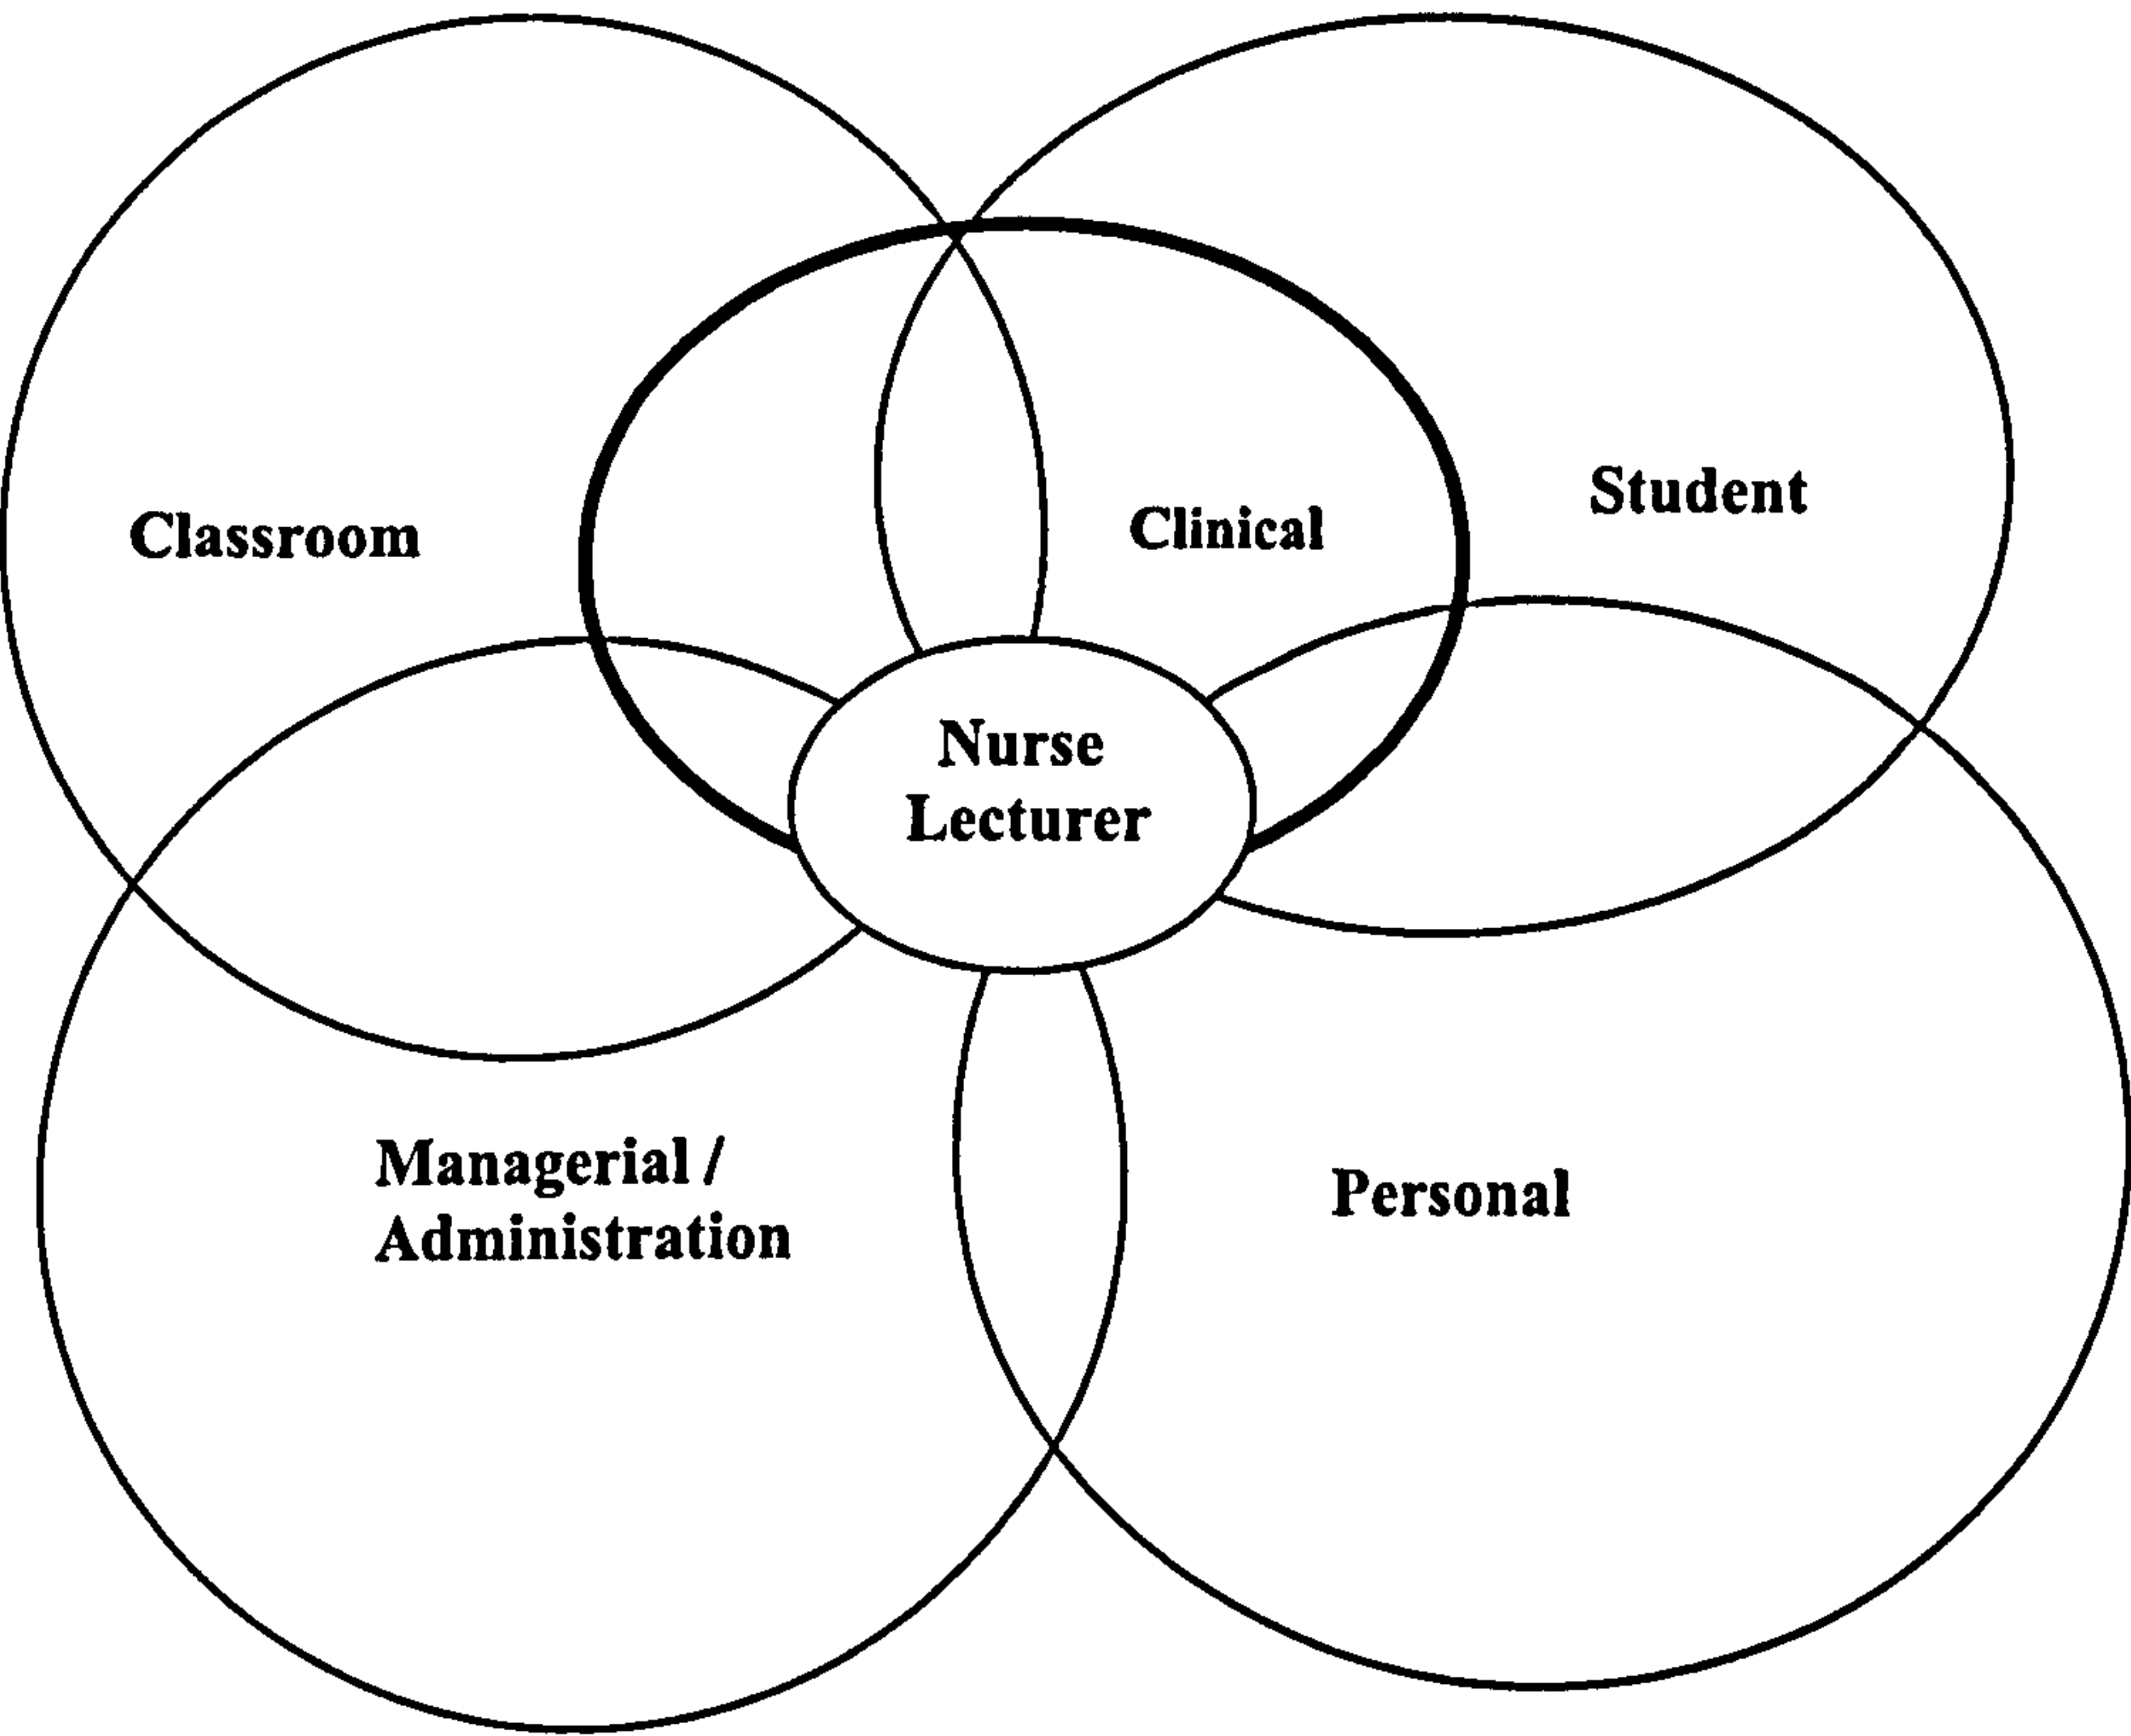 Classroom
Clinical
Student
Nurse
Lecturer
Managerial /
Administration
Personal